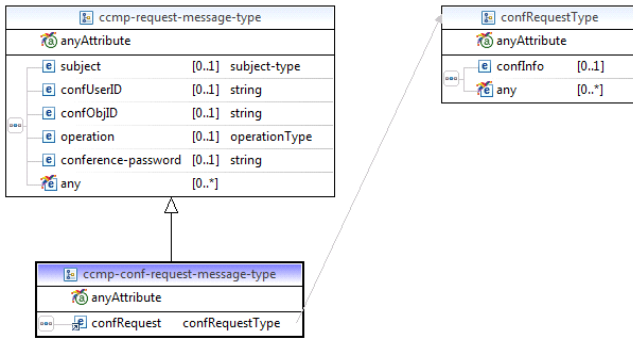 ccmp-request-message-type
anyAttribute
subject [0..1] subject-type
confUserID [0..1] string
confObjID [0..1] string
operation [0..1] operationType
conference-password [0..1] string
any [0..*]
confRequestType
anyAttribute
confInfo [0..1]
any [0..*]
ccmp-conf-request-message-type
anyAttribute
confRequest confRequestType